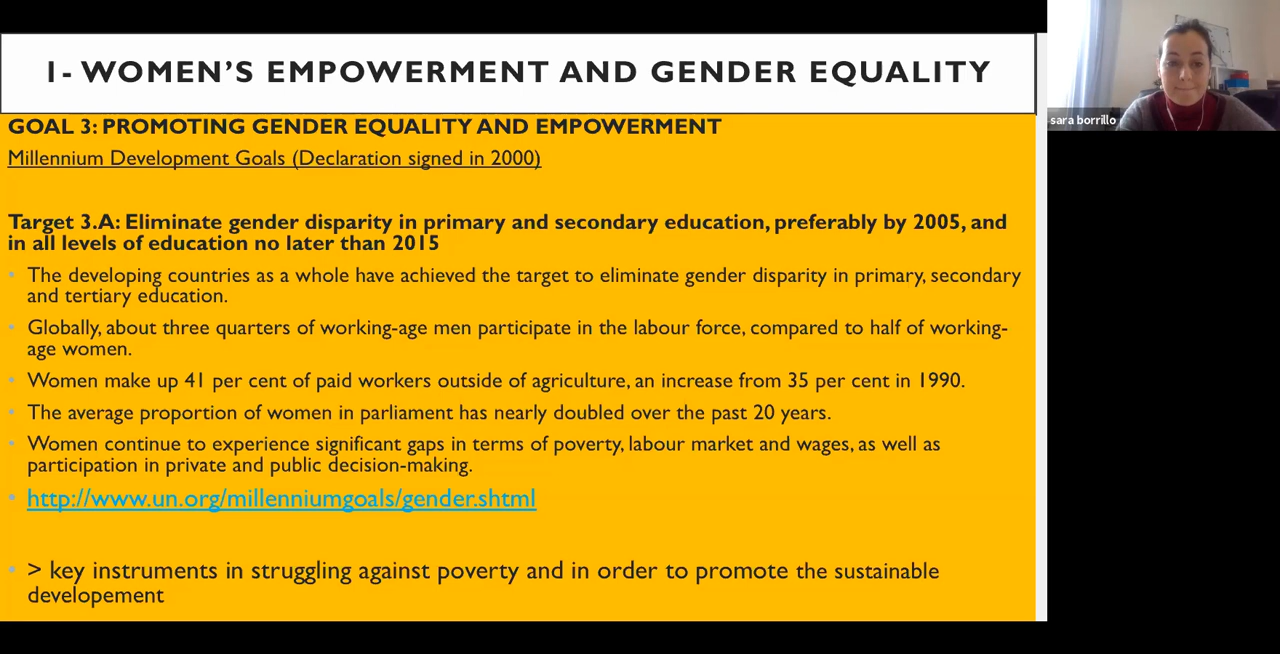 1- WOMEN'S EMPOWERMENT AND GENDER EQUALITY
GOAL 3: PROMOTING GENDER EQUALITY AND EMPOWERMENT
Millennium Development Goals (Declaration signed in 2000)
Target 3.A: Eliminate gender disparity in primary and secondary education, preferably by 2005, and
in all levels of education no later than 2015
The developing countries as a whole have achieved the target to eliminate gender disparity in primary, secondary
and tertiary education.
Globally, about three quarters of working-age men participate in the labour force, compared to half of working-
age women.
Women make up 41 per cent of paid workers outside of agriculture, an increase from 35 per cent in 1990.
The average proportion of women in parliament has nearly doubled over the past 20 years.
Women continue to experience significant gaps in terms of poverty, labour market and wages, as well as
participation in private and public decision-making.
http://www.un.org/millenniumgoals/gender.shtml
> key instruments in struggling against poverty and in order to promote the sustainable
developement
sara borrillo